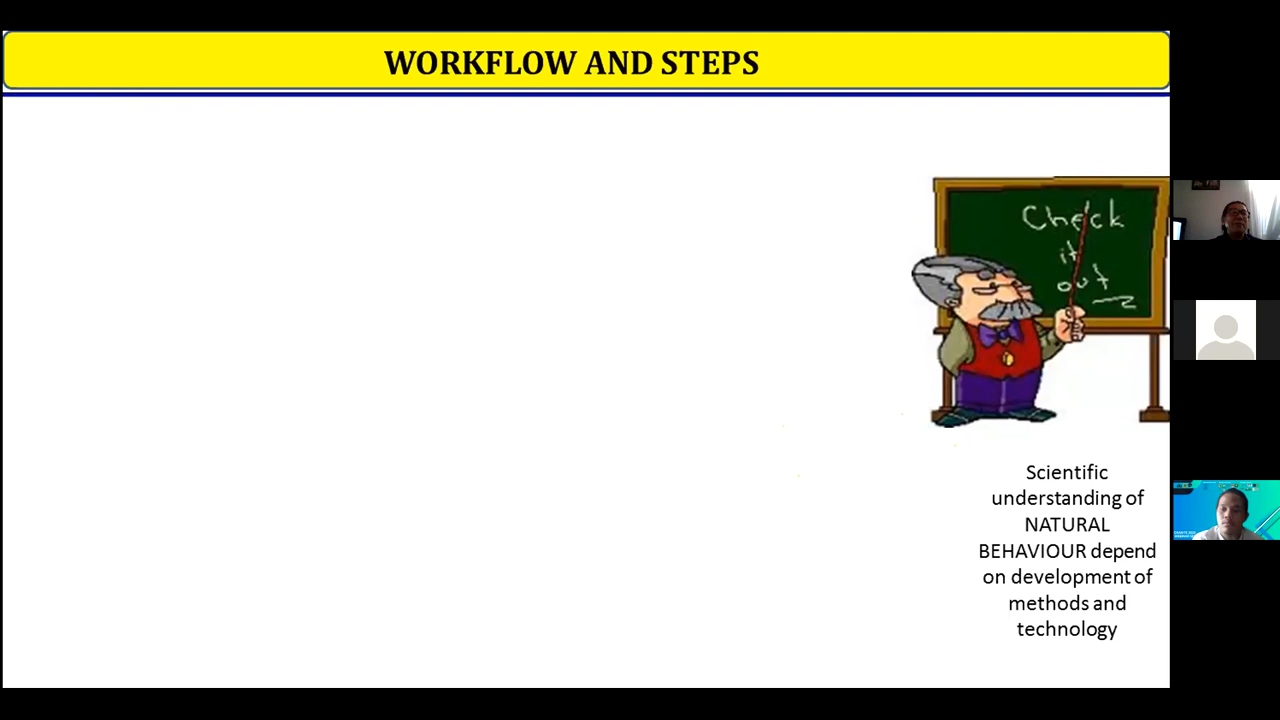 WORKFLOW AND STEPS
Check
it
out
Scientific
understanding of
NATURAL
BEHAVIOUR depend
on development of
methods and
technology